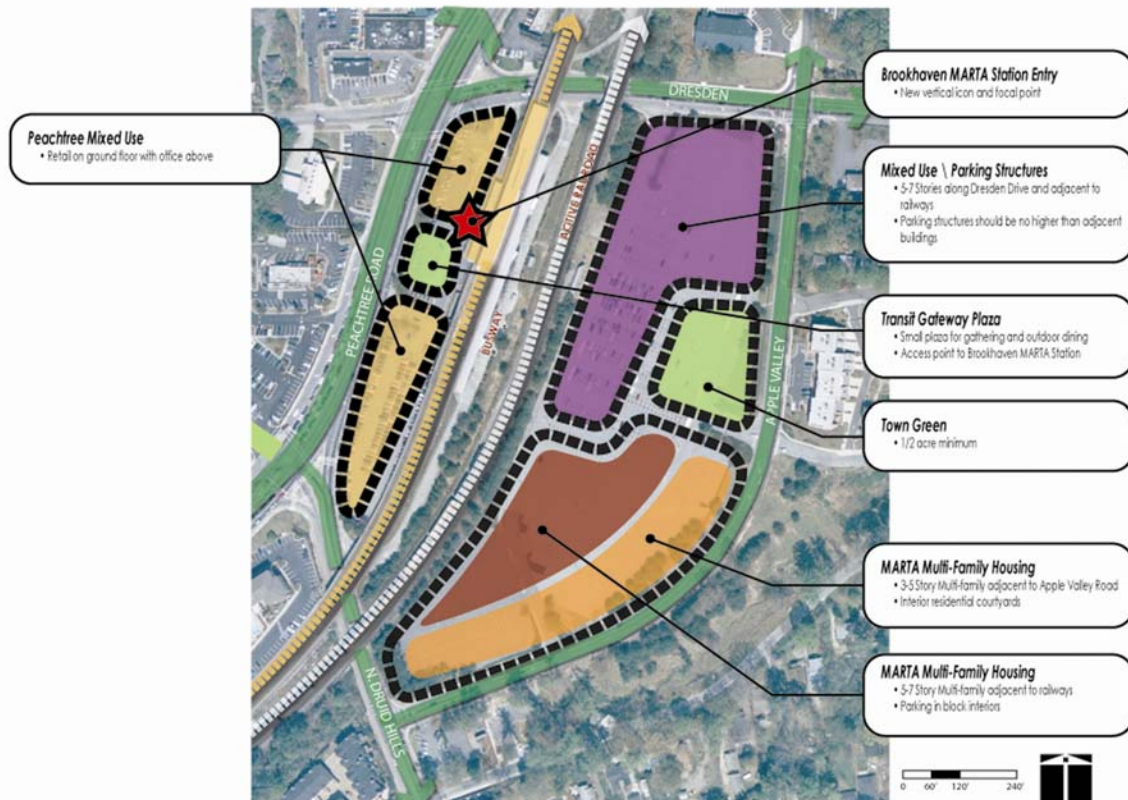 Peachtree Mixed Use
• Retail on ground floor with office above
Brookhaven MARTA Station Entry
• New vertical icon and focal point
Mixed Use \ Parking Structures
• 5-7 Stories along Dresden Drive and adjacent to
railways
• Parking structures should be no higher than adjacent
buildings
Transit Gateway Plaza
• Small plaza for gathering and outdoor dining
• Access point to Brookhaven MARTA Station
Town Green
• 1/2 acre minimum
MARTA Multi-Family Housing
• 3-5 Story Multi-family adjacent to Apple Valley Road
• Interior residential courtyards
MARTA Multi-Family Housing
• 5-7 Story Multi-family adjacent to railways
• Parking in block interiors
DRESDEN
PEACHTREE ROAD
BUSWAY
ACTIVE RAILROAD
APPLE VALLEY
N. DRUID HILLS
0 60' 120' 240'